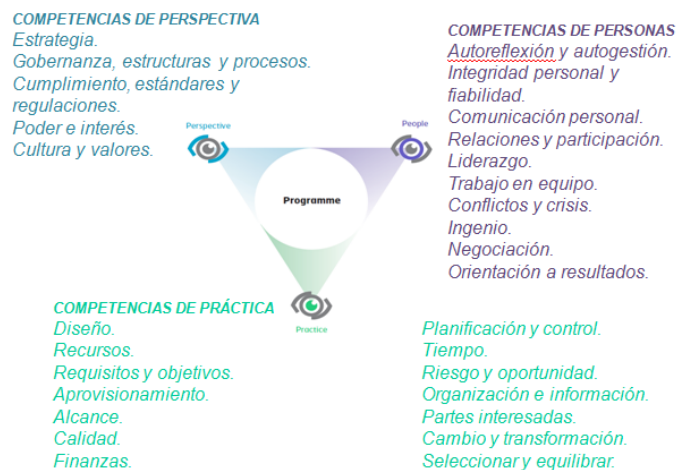 COMPETENCIAS DE PERSPECTIVA
Estrategia.
Gobernanza, estructuras y procesos.
Cumplimiento, estándares y
regulaciones.
Poder e interés.
Cultura y valores.
COMPETENCIAS DE PERSONAS
Autoreflexión y autogestión.
Integridad personal y
fiabilidad.
Comunicación personal.
Relaciones y participación.
Liderazgo.
Trabajo en equipo.
Conflictos y crisis.
Ingenio.
Negociación.
Orientación a resultados.
Perspective
People
Programme
Practice
COMPETENCIAS DE PRÁCTICA
Diseño.
Recursos.
Requisitos y objetivos.
Aprovisionamiento.
Alcance.
Calidad.
Finanzas.
Planificación y control.
Tiempo.
Riesgo y oportunidad.
Organización e información.
Partes interesadas.
Cambio y transformación.
Seleccionar y equilibrar.